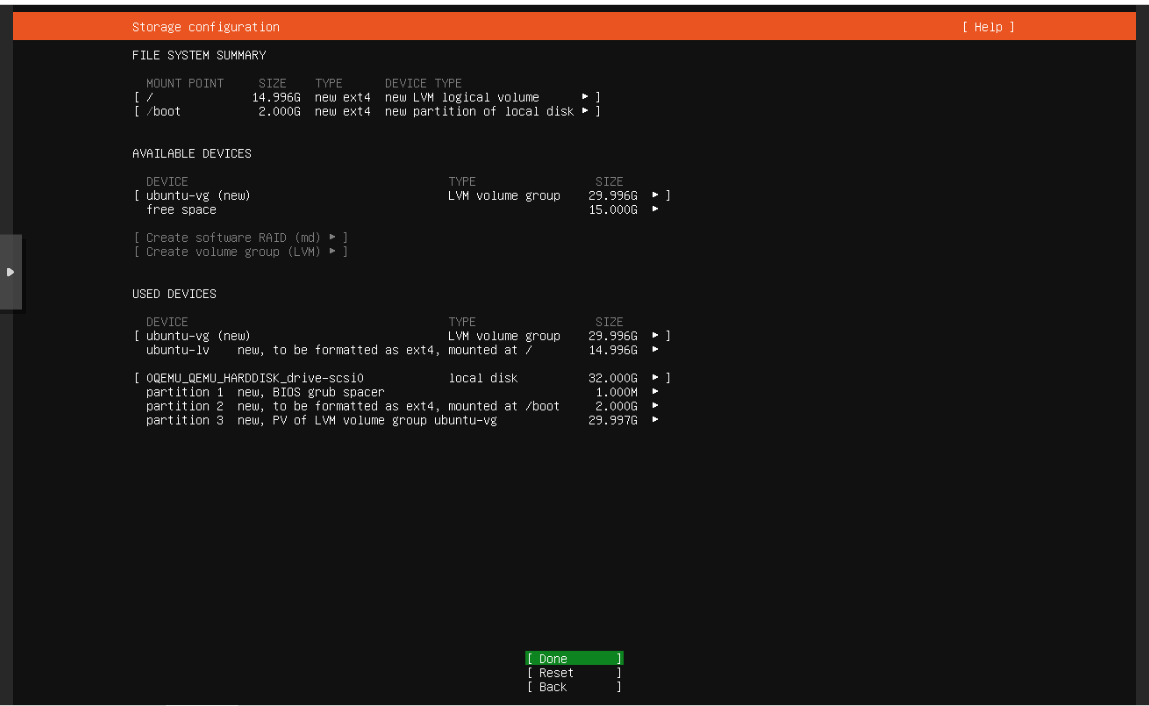 Storage configuration [ Help ]
FILE SYSTEM SUMMARY
MOUNT POINT SIZE TYPE DEVICE TYPE
[ / 14.996G new ext4 new LVM logical volume ▸ ]
[ /boot 2.000G new ext4 new partition of local disk ▸ ]
AVAILABLE DEVICES
DEVICE TYPE SIZE
[ ubuntu-vg (new) LVM volume group 29.996G ▸ ]
free space 15.000G ▸
[ Create software RAID (md) ▸ ]
[ Create volume group (LVM) ▸ ]
USED DEVICES
DEVICE TYPE SIZE
[ ubuntu-vg (new) LVM volume group 29.996G ▸ ]
ubuntu-lv new, to be formatted as ext4, mounted at / 14.996G ▸
[ 0QEMU_QEMU_HARDDISK_drive-scsi0 local disk 32.000G ▸ ]
partition 1 new, BIOS grub spacer 1.000M ▸
partition 2 new, to be formatted as ext4, mounted at /boot 2.000G ▸
partition 3 new, PV of LVM volume group ubuntu-vg 29.997G ▸
[ Done ]
[ Reset ]
[ Back ]